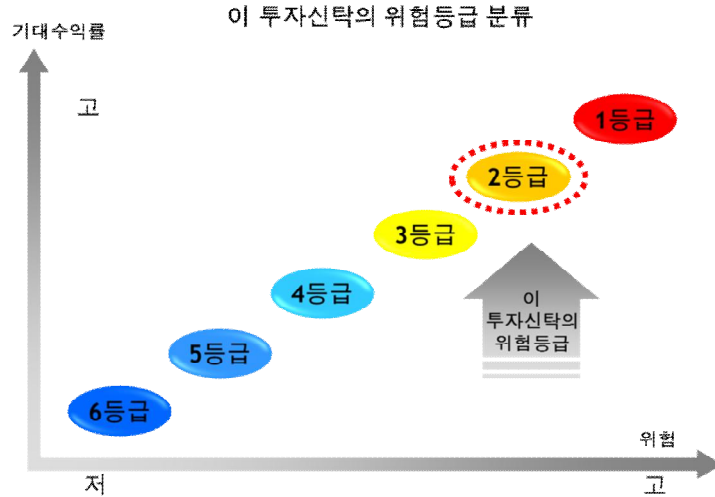 이 투자신탁의 위험등급 분류
기대수익률
고
1등급
2등급
3등급
4등급
이
투자신탁의
위험등급
5등급
6등급
위험
저
고